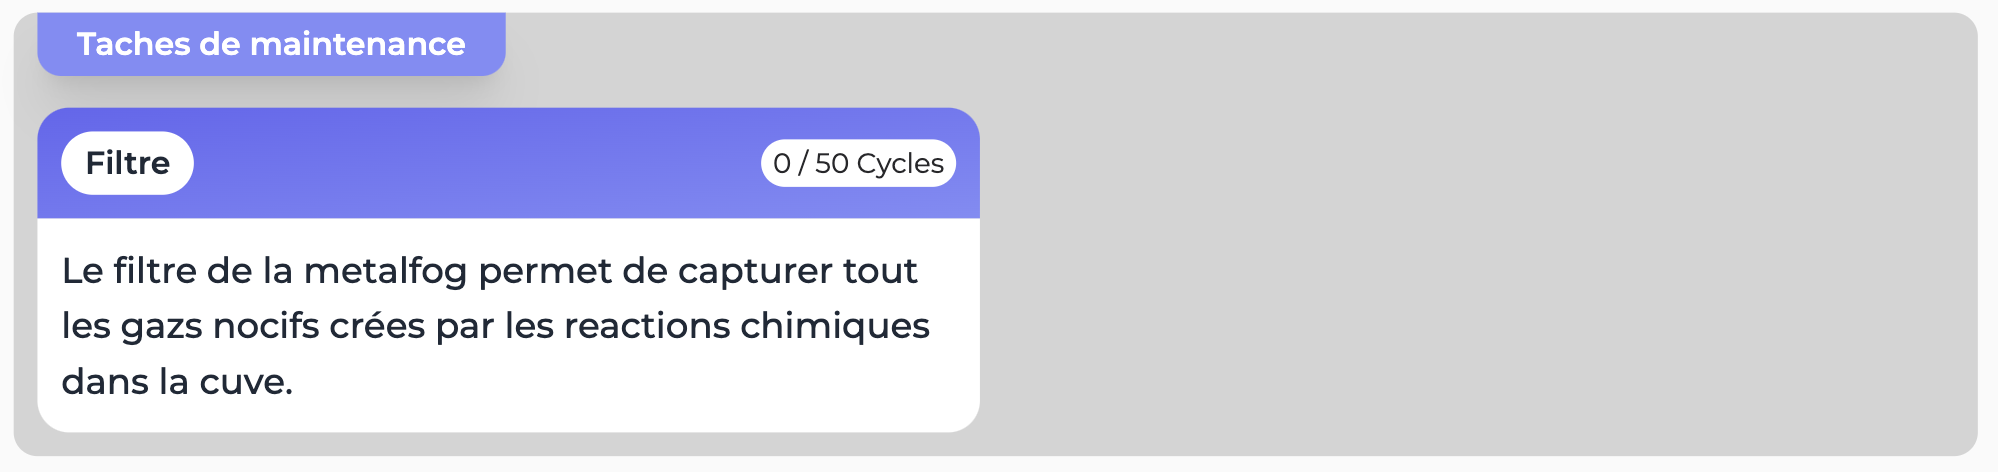 Taches de maintenance
Filtre
0 / 50 Cycles
Le filtre de la metalfog permet de capturer tout
les gazs nocifs crées par les reactions chimiques
dans la cuve.